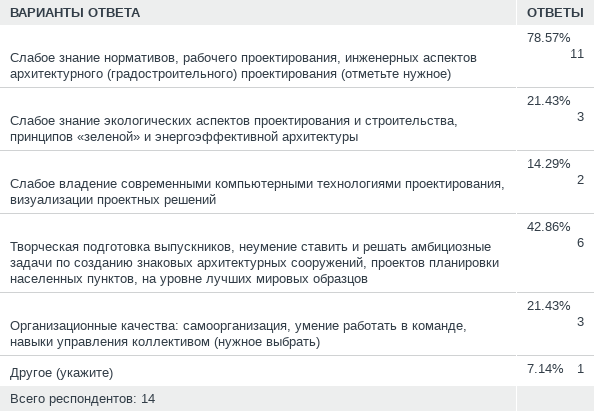 ВАРИАНТЫ ОТВЕТА ОТВЕТЫ
78.57%
11
Слабое знание нормативов, рабочего проектирования, инженерных аспектов
архитектурного (градостроительного) проектирования (отметьте нужное)
21.43%
3
Слабое знание экологических аспектов проектирования и строительства,
принципов «зеленой» и энергоэффективной архитектуры
14.29%
2
Слабое владение современными компьютерными технологиями проектирования,
визуализации проектных решений
42.86%
6
Творческая подготовка выпускников, неумение ставить и решать амбициозные
задачи по созданию знаковых архитектурных сооружений, проектов планировки
населенных пунктов, на уровне лучших мировых образцов
21.43%
3
Организационные качества: самоорганизация, умение работать в команде,
навыки управления коллективом (нужное выбрать)
Другое (укажите) 7.14% 1
Всего респондентов: 14